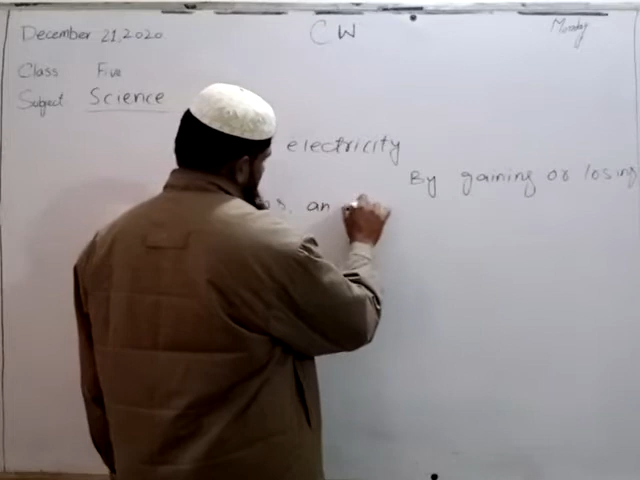 December 21,2020
CW
Monday
Class Five
Subject Science
electricity
By gaining or losing
an